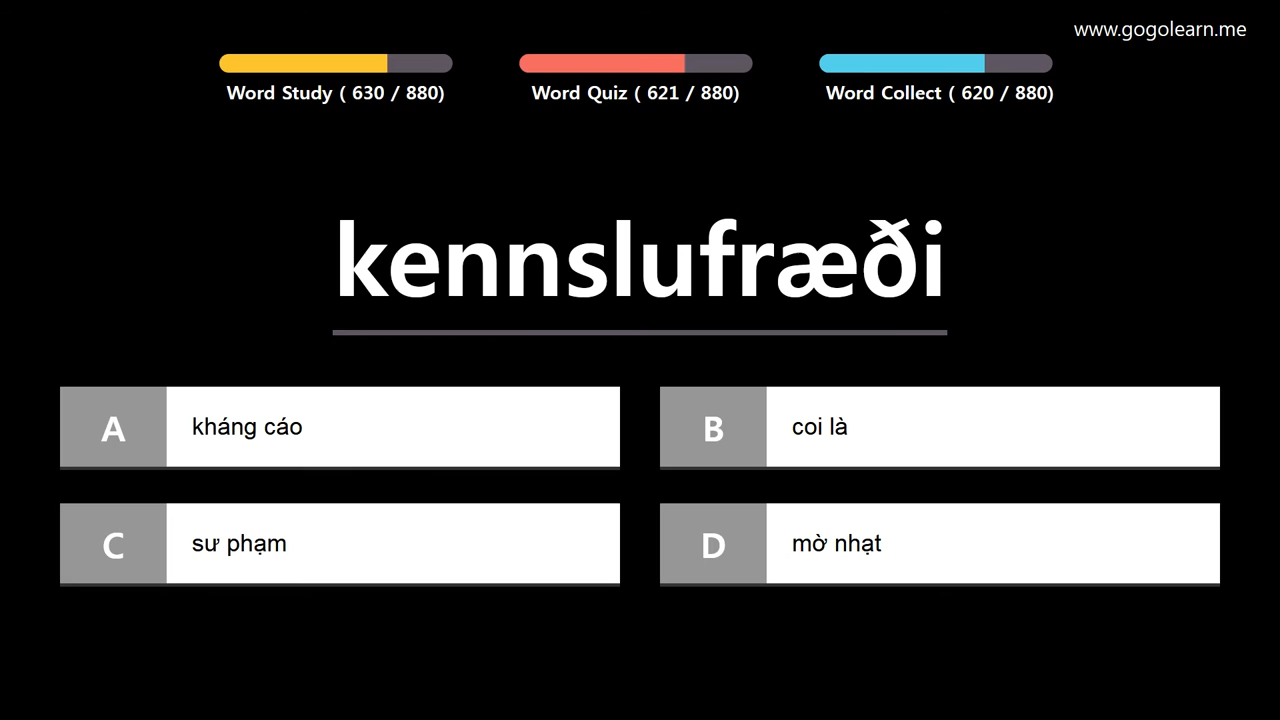 www.gogolearn.me
Word Study ( 630 / 880)
Word Quiz ( 621 / 880)
Word Collect ( 620 / 880)
kennslufræði
A kháng cáo
B coi là
C sư phạm
D mờ nhạt